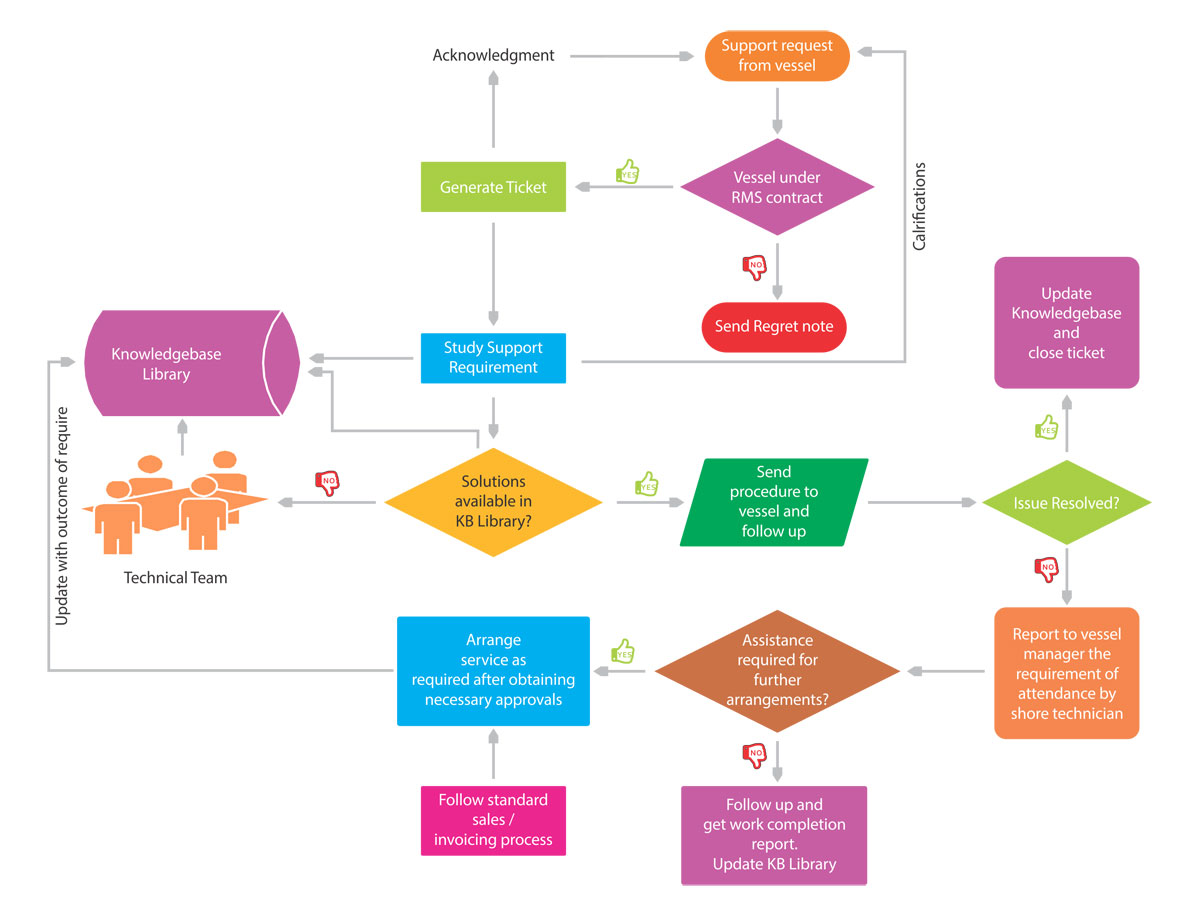 Acknowledgment
Support request
from vessel
Generate Ticket
YES
Vessel under
RMS contract
Calrifications
NO
Send Regret note
Update
Knowledgebase
and
close ticket
Knowledgebase
Library
Study Support
Requirement
YES
Update with outcome of require
NO
Solutions
available in
KB Library?
YES
Send
procedure to
vessel and
follow up
Issue Resolved?
Technical Team
NO
Arrange
service as
required after obtaining
necessary approvals
YES
Assistance
required for
further
arrangements?
Report to vessel
manager the
requirement of
attendance by
shore technician
NO
Follow standard
sales /
invoicing process
Follow up and
get work completion
report.
Update KB Library